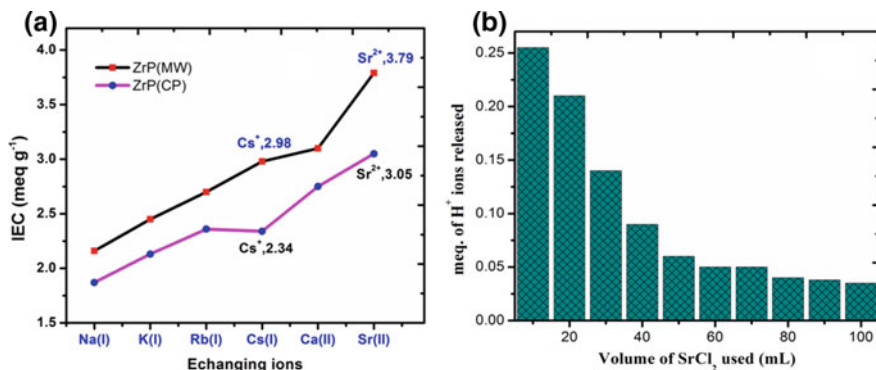 (a)
4.0
3.5
3.0
2.5
2.0
1.5
IEC (meq g⁻¹)
ZrP(MW)
ZrP(CP)
Sr²⁺,3.79
Cs⁺,2.98
Sr²⁺,3.05
Cs⁺,2.34
Na(I) K(I) Rb(I) Cs(I) Ca(II) Sr(II)
Echanging ions
(b)
0.25
0.20
0.15
0.10
0.05
0.00
meq. of H⁺ ions released
20 40 60 80 100
Volume of SrCl₂ used (mL)